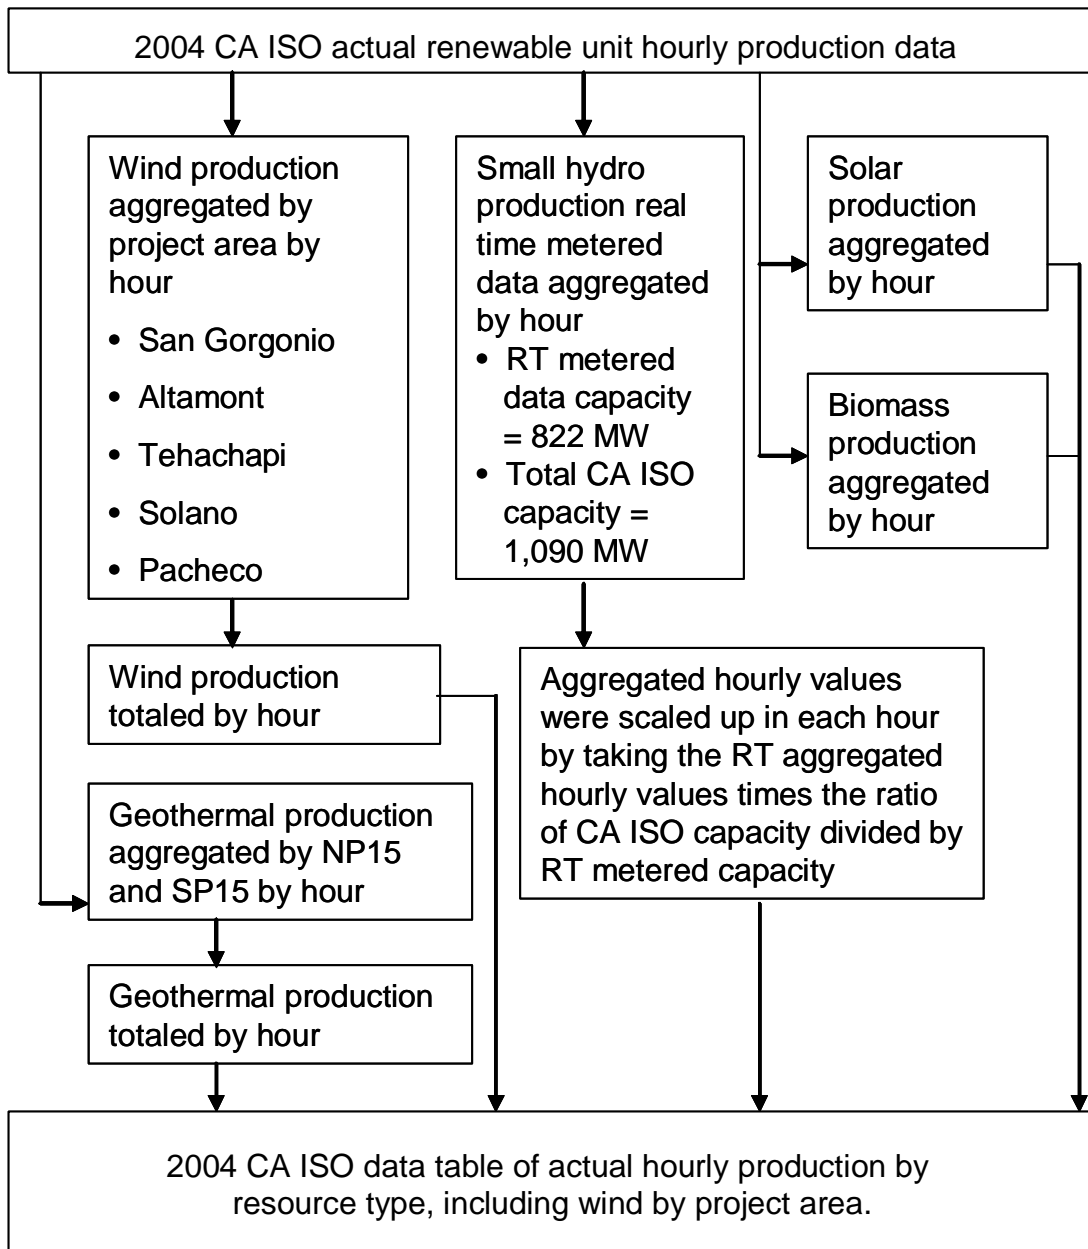 2004 CA ISO actual renewable unit hourly production data
Wind production
aggregated by
project area by
hour
• San Gorgonio
• Altamont
• Tehachapi
• Solano
• Pacheco
Small hydro
production real
time metered
data aggregated
by hour
• RT metered
data capacity
= 822 MW
• Total CA ISO
capacity =
1,090 MW
Solar
production
aggregated
by hour
Biomass
production
aggregated
by hour
Wind production
totaled by hour
Aggregated hourly values
were scaled up in each hour
by taking the RT aggregated
hourly values times the ratio
of CA ISO capacity divided by
RT metered capacity
Geothermal production
aggregated by NP15
and SP15 by hour
Geothermal production
totaled by hour
2004 CA ISO data table of actual hourly production by
resource type, including wind by project area.